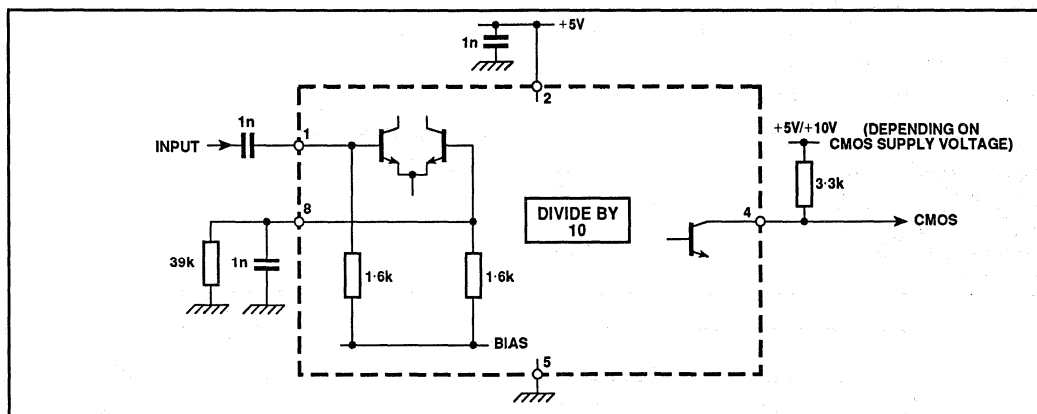 +5V
1n
2
1n
INPUT
1
+5V/+10V (DEPENDING ON
CMOS SUPPLY VOLTAGE)
3·3k
8
DIVIDE BY
10
4
CMOS
39k
1n
1·6k
1·6k
BIAS
5